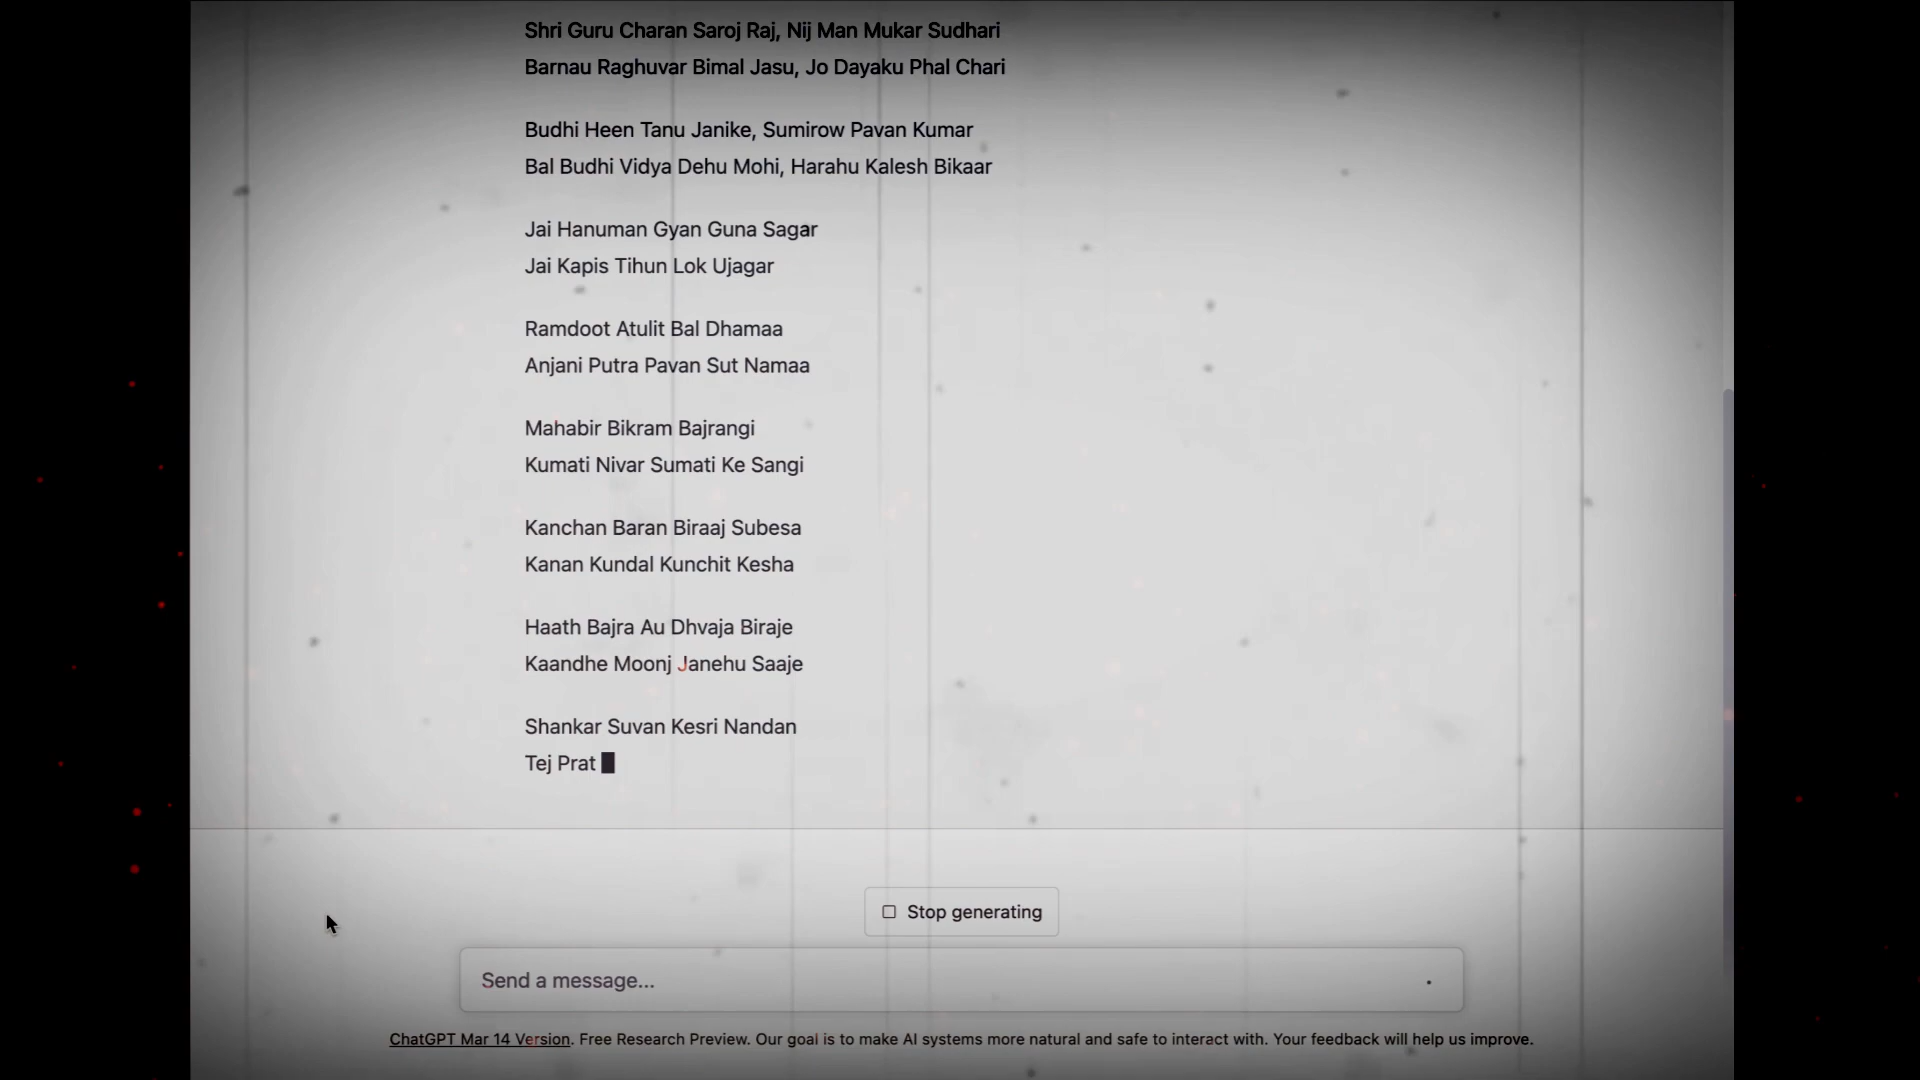 Shri Guru Charan Saroj Raj, Nij Man Mukar Sudhari
Barnau Raghuvar Bimal Jasu, Jo Dayaku Phal Chari
Budhi Heen Tanu Janike, Sumirow Pavan Kumar
Bal Budhi Vidya Dehu Mohi, Harahu Kalesh Bikaar
Jai Hanuman Gyan Guna Sagar
Jai Kapis Tihun Lok Ujagar
Ramdoot Atulit Bal Dhamaa
Anjani Putra Pavan Sut Namaa
Mahabir Bikram Bajrangi
Kumati Nivar Sumati Ke Sangi
Kanchan Baran Biraaj Subesa
Kanan Kundal Kunchit Kesha
Haath Bajra Au Dhvaja Biraje
Kaandhe Moonj Janehu Saaje
Shankar Suvan Kesri Nandan
Tej Prat
Stop generating
Send a message...
ChatGPT Mar 14 Version. Free Research Preview. Our goal is to make AI systems more natural and safe to interact with. Your feedback will help us improve.